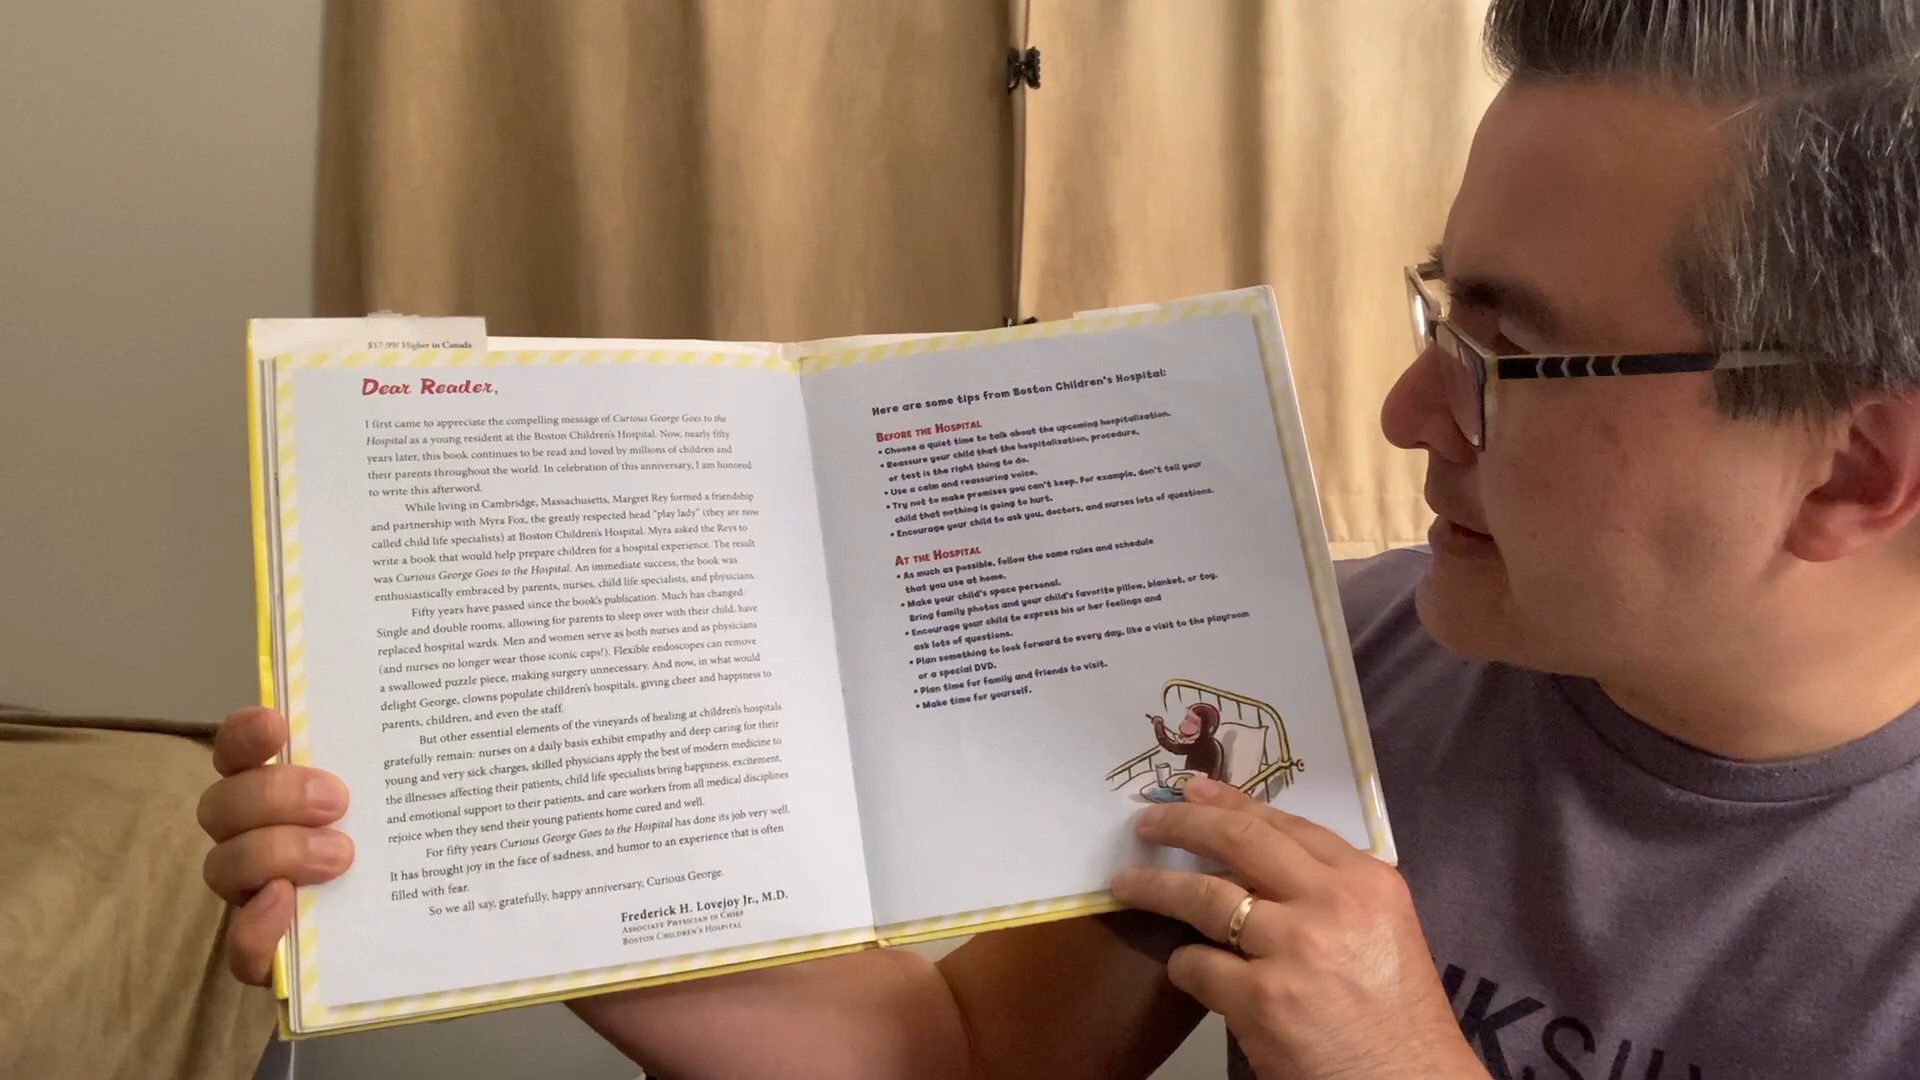 $17.99/ Higher in Canada
Dear Reader,
I first came to appreciate the compelling message of Curious George Goes to the
Hospital as a young resident at the Boston Children's Hospital. Now, nearly fifty
years later, this book continues to be read and loved by millions of children and
their parents throughout the world. In celebration of this anniversary, I am honored
to write this afterword.
While living in Cambridge, Massachusetts, Margret Rey formed a friendship
and partnership with Myra Fox, the greatly respected head "play lady" (they are now
called child life specialists) at Boston Children's Hospital. Myra asked the Reys to
write a book that would help prepare children for a hospital experience. The result
was Curious George Goes to the Hospital. An immediate success, the book was
enthusiastically embraced by parents, nurses, child life specialists, and physicians.
Fifty years have passed since the book's publication. Much has changed:
Single and double rooms, allowing for parents to sleep over with their child, have
replaced hospital wards. Men and women serve as both nurses and as physicians
(and nurses no longer wear those iconic caps!). Flexible endoscopes can remove
a swallowed puzzle piece, making surgery unnecessary. And now, in what would
delight George, clowns populate children's hospitals, giving cheer and happiness to
parents, children, and even the staff.
But other essential elements of the vineyards of healing at children's hospitals
gratefully remain: nurses on a daily basis exhibit empathy and deep caring for their
young and very sick charges, skilled physicians apply the best of modern medicine to
the illnesses affecting their patients, child life specialists bring happiness, excitement,
and emotional support to their patients, and care workers from all medical disciplines
rejoice when they send their young patients home cured and well.
For fifty years Curious George Goes to the Hospital has done its job very well.
It has brought joy in the face of sadness, and humor to an experience that is often
filled with fear.
So we all say, gratefully, happy anniversary, Curious George.
Frederick H. Lovejoy Jr., M.D.
Associate Physician in Chief
Boston Children's Hospital
Here are some tips from Boston Children's Hospital:
Before the Hospital
• Choose a quiet time to talk about the upcoming hospitalization.
• Reassure your child that the hospitalization, procedure,
or test is the right thing to do.
• Use a calm and reassuring voice.
• Try not to make promises you can't keep. For example, don't tell your
child that nothing is going to hurt.
• Encourage your child to ask you, doctors, and nurses lots of questions.
At the Hospital
• As much as possible, follow the same rules and schedule
that you use at home.
• Make your child's space personal.
Bring family photos and your child's favorite pillow, blanket, or toy.
• Encourage your child to express his or her feelings and
ask lots of questions.
• Plan something to look forward to every day, like a visit to the playroom
or a special DVD.
• Plan time for family and friends to visit.
• Make time for yourself.